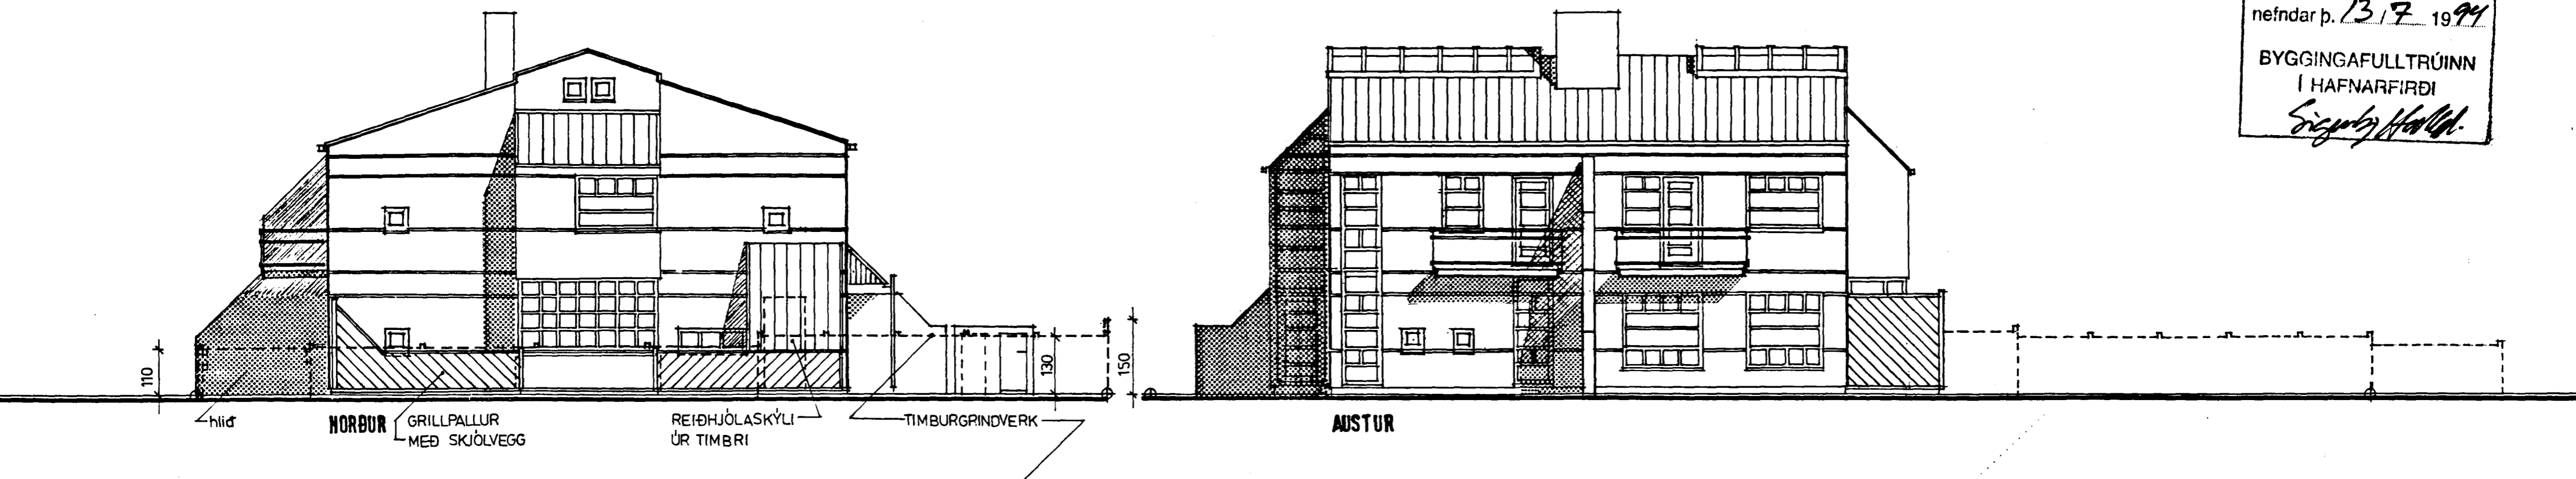 nefndar þ. 13/7 1994
BYGGINGAFULLTRÚINN
Í HAFNARFIRÐI
110
130
150
hlið
NORÐUR
GRILLPALLUR
MEÐ SKJÓLVEGG
REIÐHJÓLASKÝLI
ÚR TIMBRI
TIMBURGRINDVERK
AUSTUR